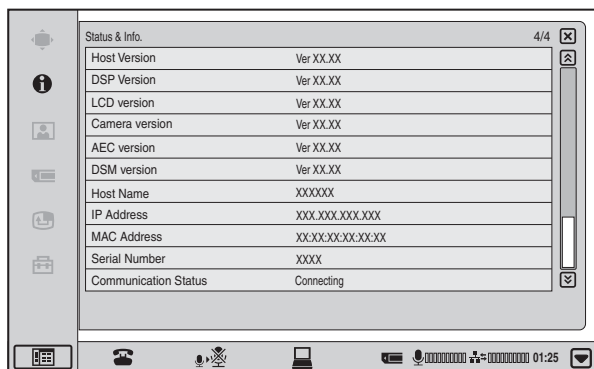 Status & Info. 4/4
Host Version Ver XX.XX
DSP Version Ver XX.XX
LCD version Ver XX.XX
Camera version Ver XX.XX
AEC version Ver XX.XX
DSM version Ver XX.XX
Host Name XXXXXX
IP Address XXX.XXX.XXX.XXX
MAC Address XX:XX:XX:XX:XX:XX
Serial Number XXXX
Communication Status Connecting
01:25